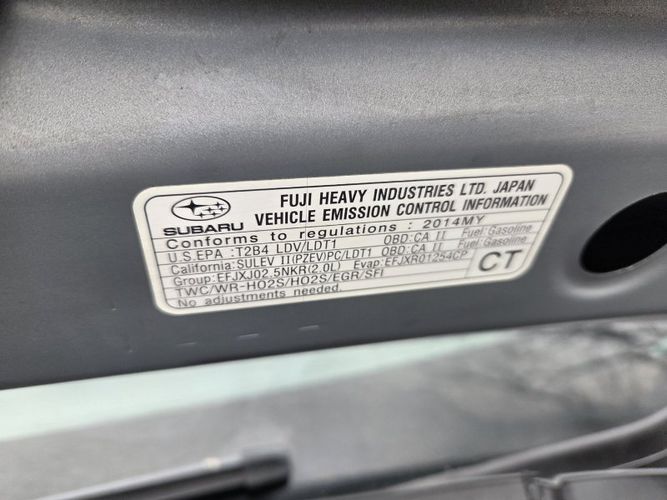 SUBARU
FUJI HEAVY INDUSTRIES LTD. JAPAN
VEHICLE EMISSION CONTROL INFORMATION
Conforms to regulations : 2014MY
U.S.EPA :T2B4 LDV/LDT1 OBD:CA II Fuel:Gasoline
California:SULEV II(PZEV/PC/LDT1 OBD:CA II Fuel:Gasoline
Group:EFJXJ02.5NKR(2.0L) Evap:EFJXR01254CP
TWC/WR-HO2S/HO2S/EGR/SFI
No adjustments needed.
CT